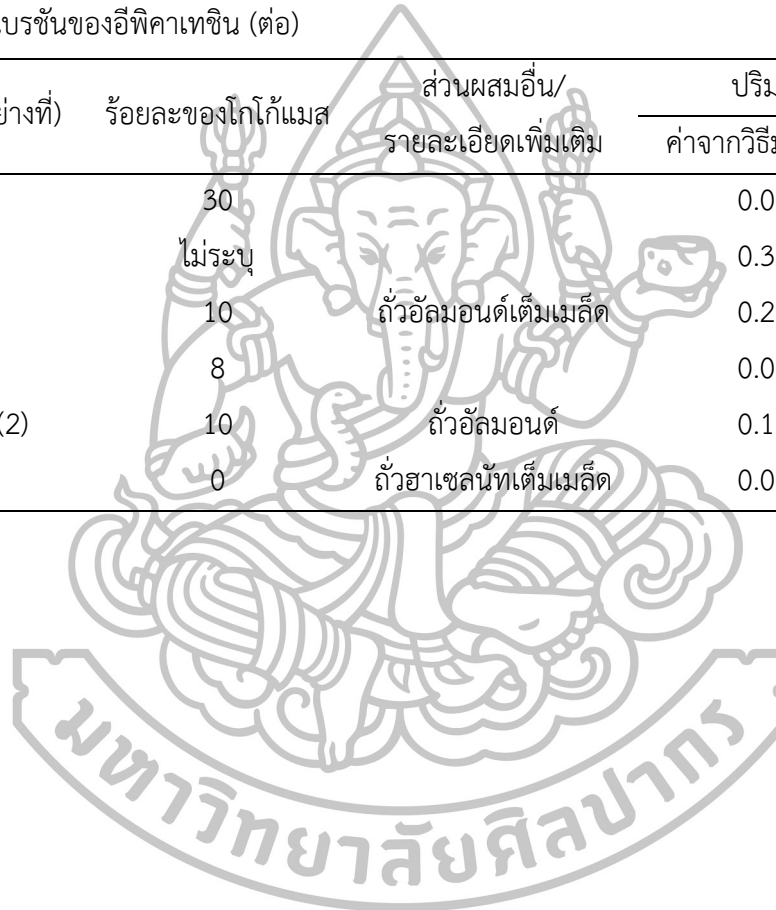 เบรชันของอีพิคาเทชิน (ต่อ)
ย่างที่) ร้อยละของโกโก้แมส ส่วนผสมอื่น/ ปริม
รายละเอียดเพิ่มเติม ค่าจากวิธีม
30 0.0
ไม่ระบุ 0.3
10 ถั่วอัลมอนด์เต็มเมล็ด 0.2
8 0.0
(2) 10 ถั่วอัลมอนด์ 0.1
0 ถั่วฮาเซลนัทเต็มเมล็ด 0.0
มหาวิทยาลัยศิลปากร